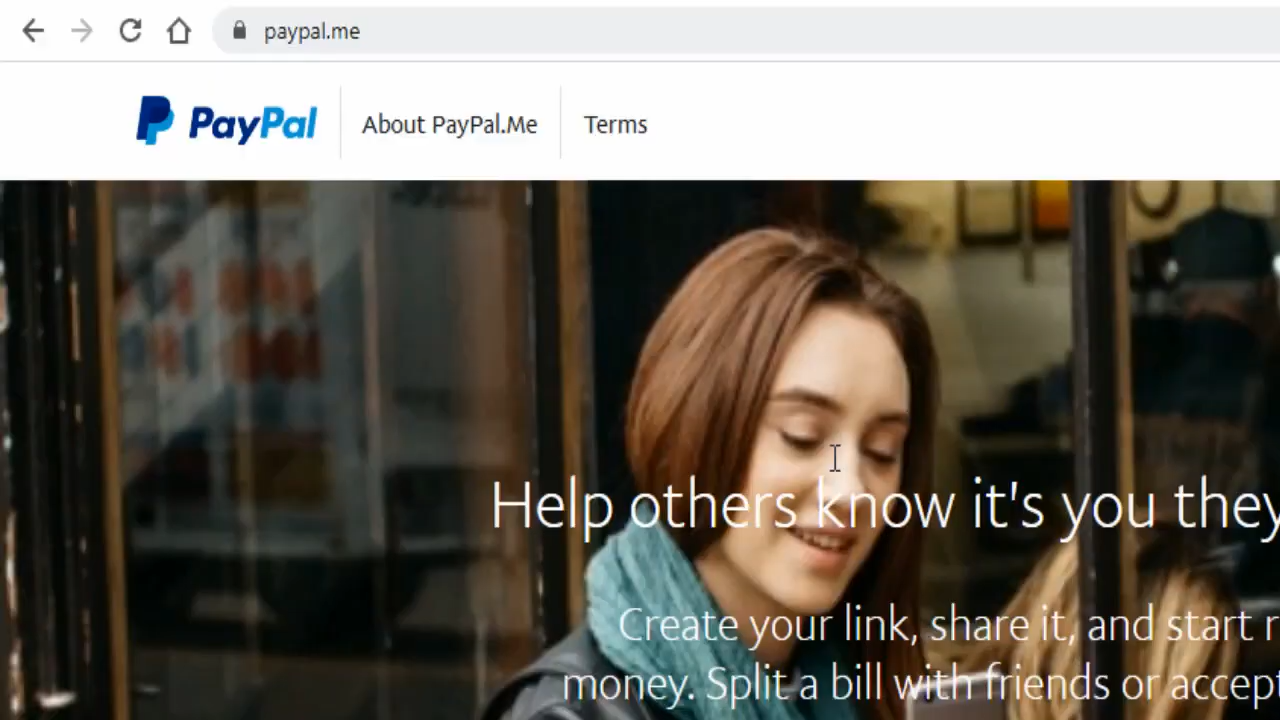 paypal.me
PayPal
About PayPal.Me
Terms
Help others know it's you they
Create your link, share it, and start r
money. Split a bill with friends or accept